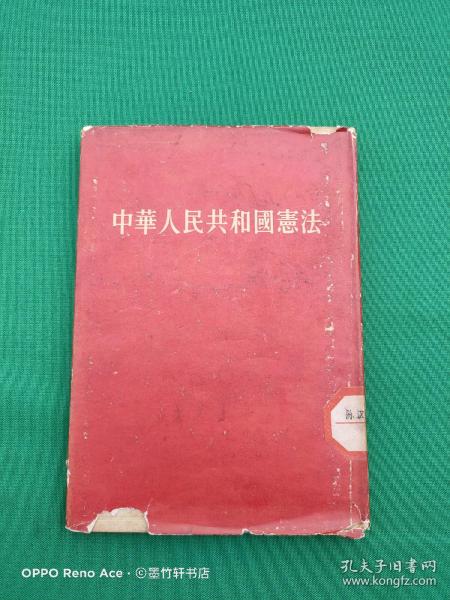 中華人民共和國憲法
OPPO Reno Ace · ©墨竹轩书店
孔夫子旧书网
www.kongfz.com